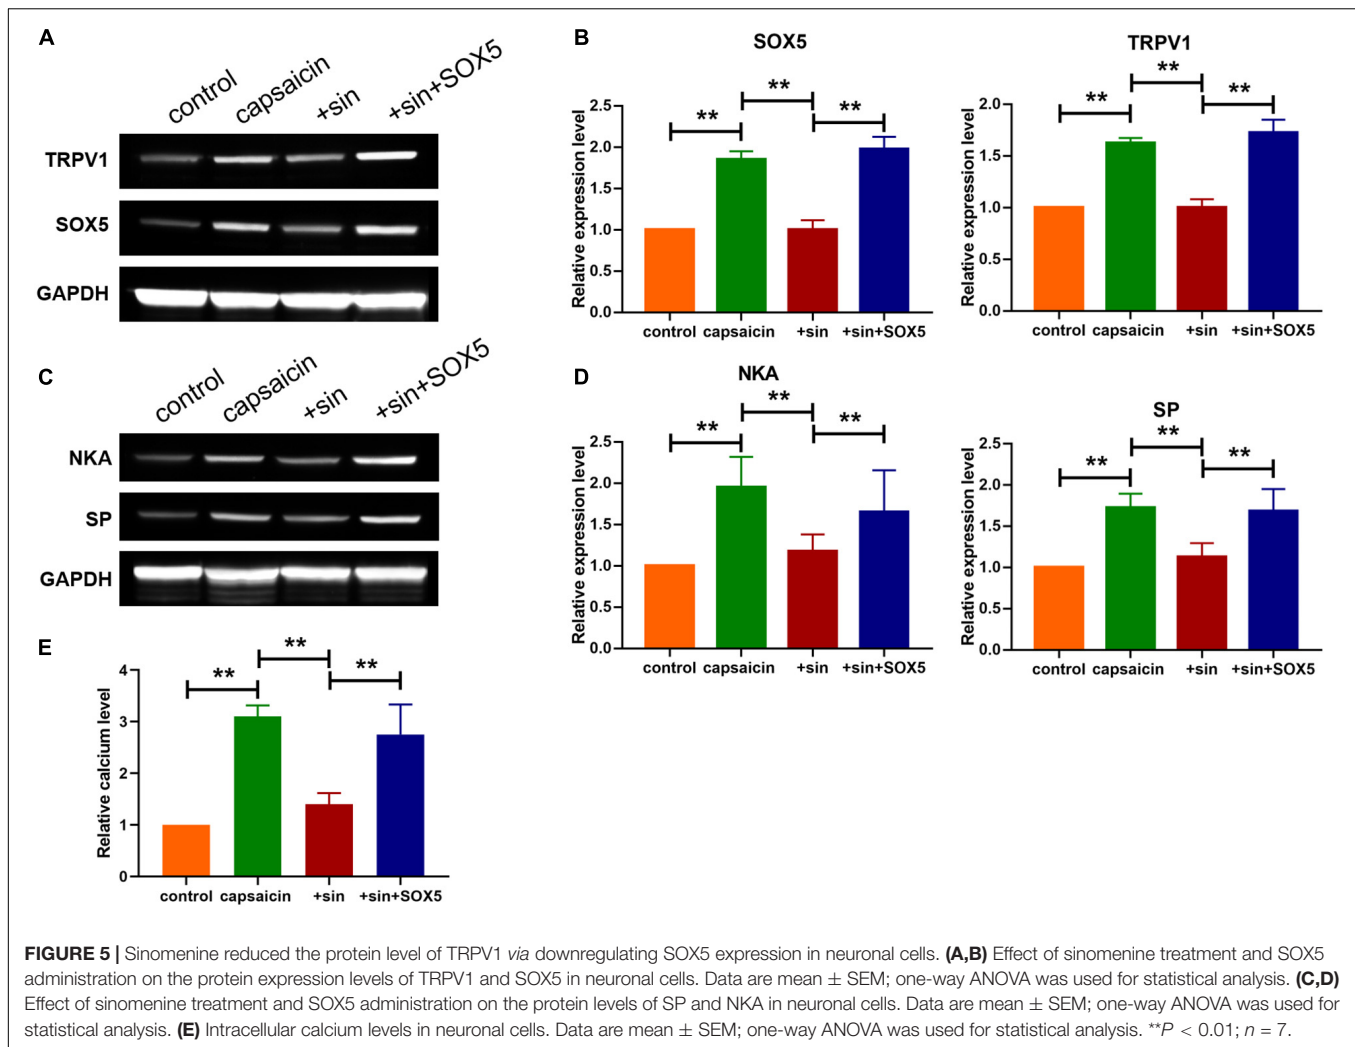 A
control
capsaicin
+sin
+sin+SOX5
TRPV1
SOX5
GAPDH
B
SOX5
Relative expression level
2.5
2.0
1.5
1.0
0.5
0.0
**
**
**
control capsaicin +sin +sin+SOX5
TRPV1
Relative expression level
2.0
1.5
1.0
0.5
0.0
**
**
**
control capsaicin +sin +sin+SOX5
C
control
capsaicin
+sin
+sin+SOX5
NKA
SP
GAPDH
D
NKA
Relative expression level
2.5
2.0
1.5
1.0
0.5
0.0
**
**
**
control capsaicin +sin +sin+SOX5
SP
Relative expression level
2.5
2.0
1.5
1.0
0.5
0.0
**
**
**
control capsaicin +sin +sin+SOX5
E
Relative calcium level
4
3
2
1
0
**
**
**
control capsaicin +sin +sin+SOX5
FIGURE 5 | Sinomenine reduced the protein level of TRPV1 via downregulating SOX5 expression in neuronal cells. (A,B) Effect of sinomenine treatment and SOX5
administration on the protein expression levels of TRPV1 and SOX5 in neuronal cells. Data are mean ± SEM; one-way ANOVA was used for statistical analysis. (C,D)
Effect of sinomenine treatment and SOX5 administration on the protein levels of SP and NKA in neuronal cells. Data are mean ± SEM; one-way ANOVA was used for
statistical analysis. (E) Intracellular calcium levels in neuronal cells. Data are mean ± SEM; one-way ANOVA was used for statistical analysis. **P < 0.01; n = 7.